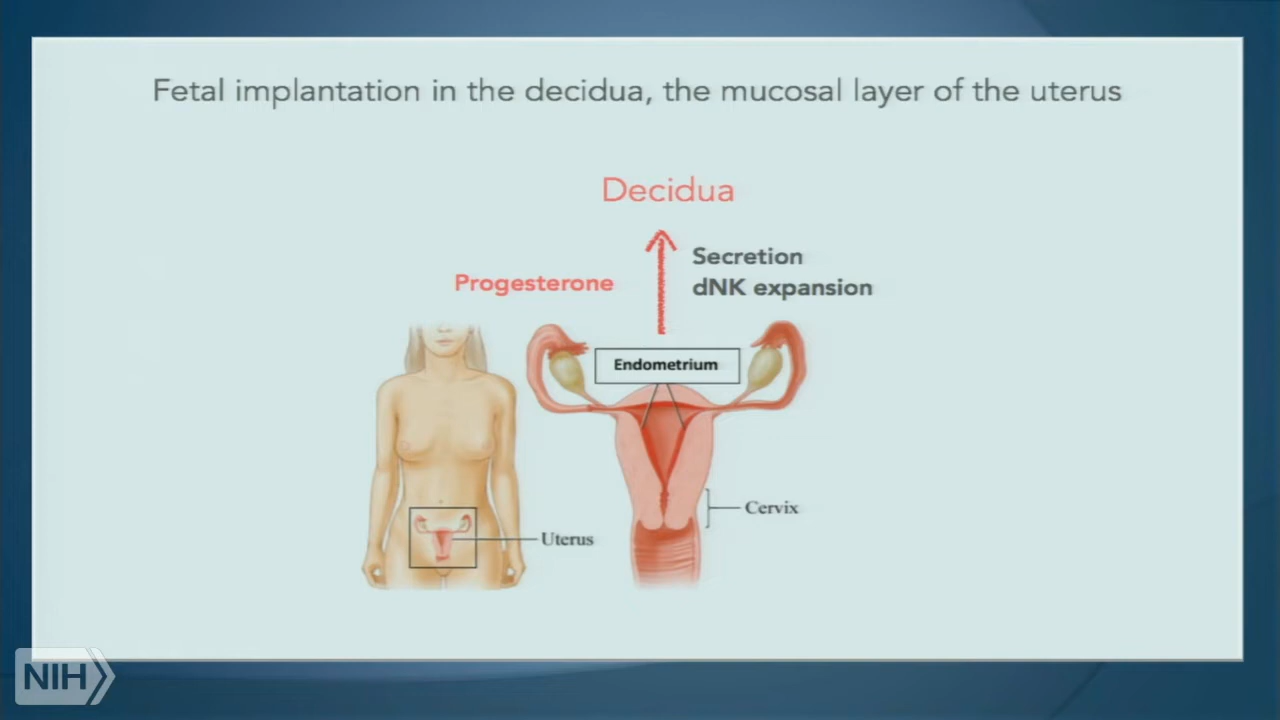 Fetal implantation in the decidua, the mucosal layer of the uterus
Decidua
Progesterone
Secretion
dNK expansion
Endometrium
Cervix
Uterus
NIH